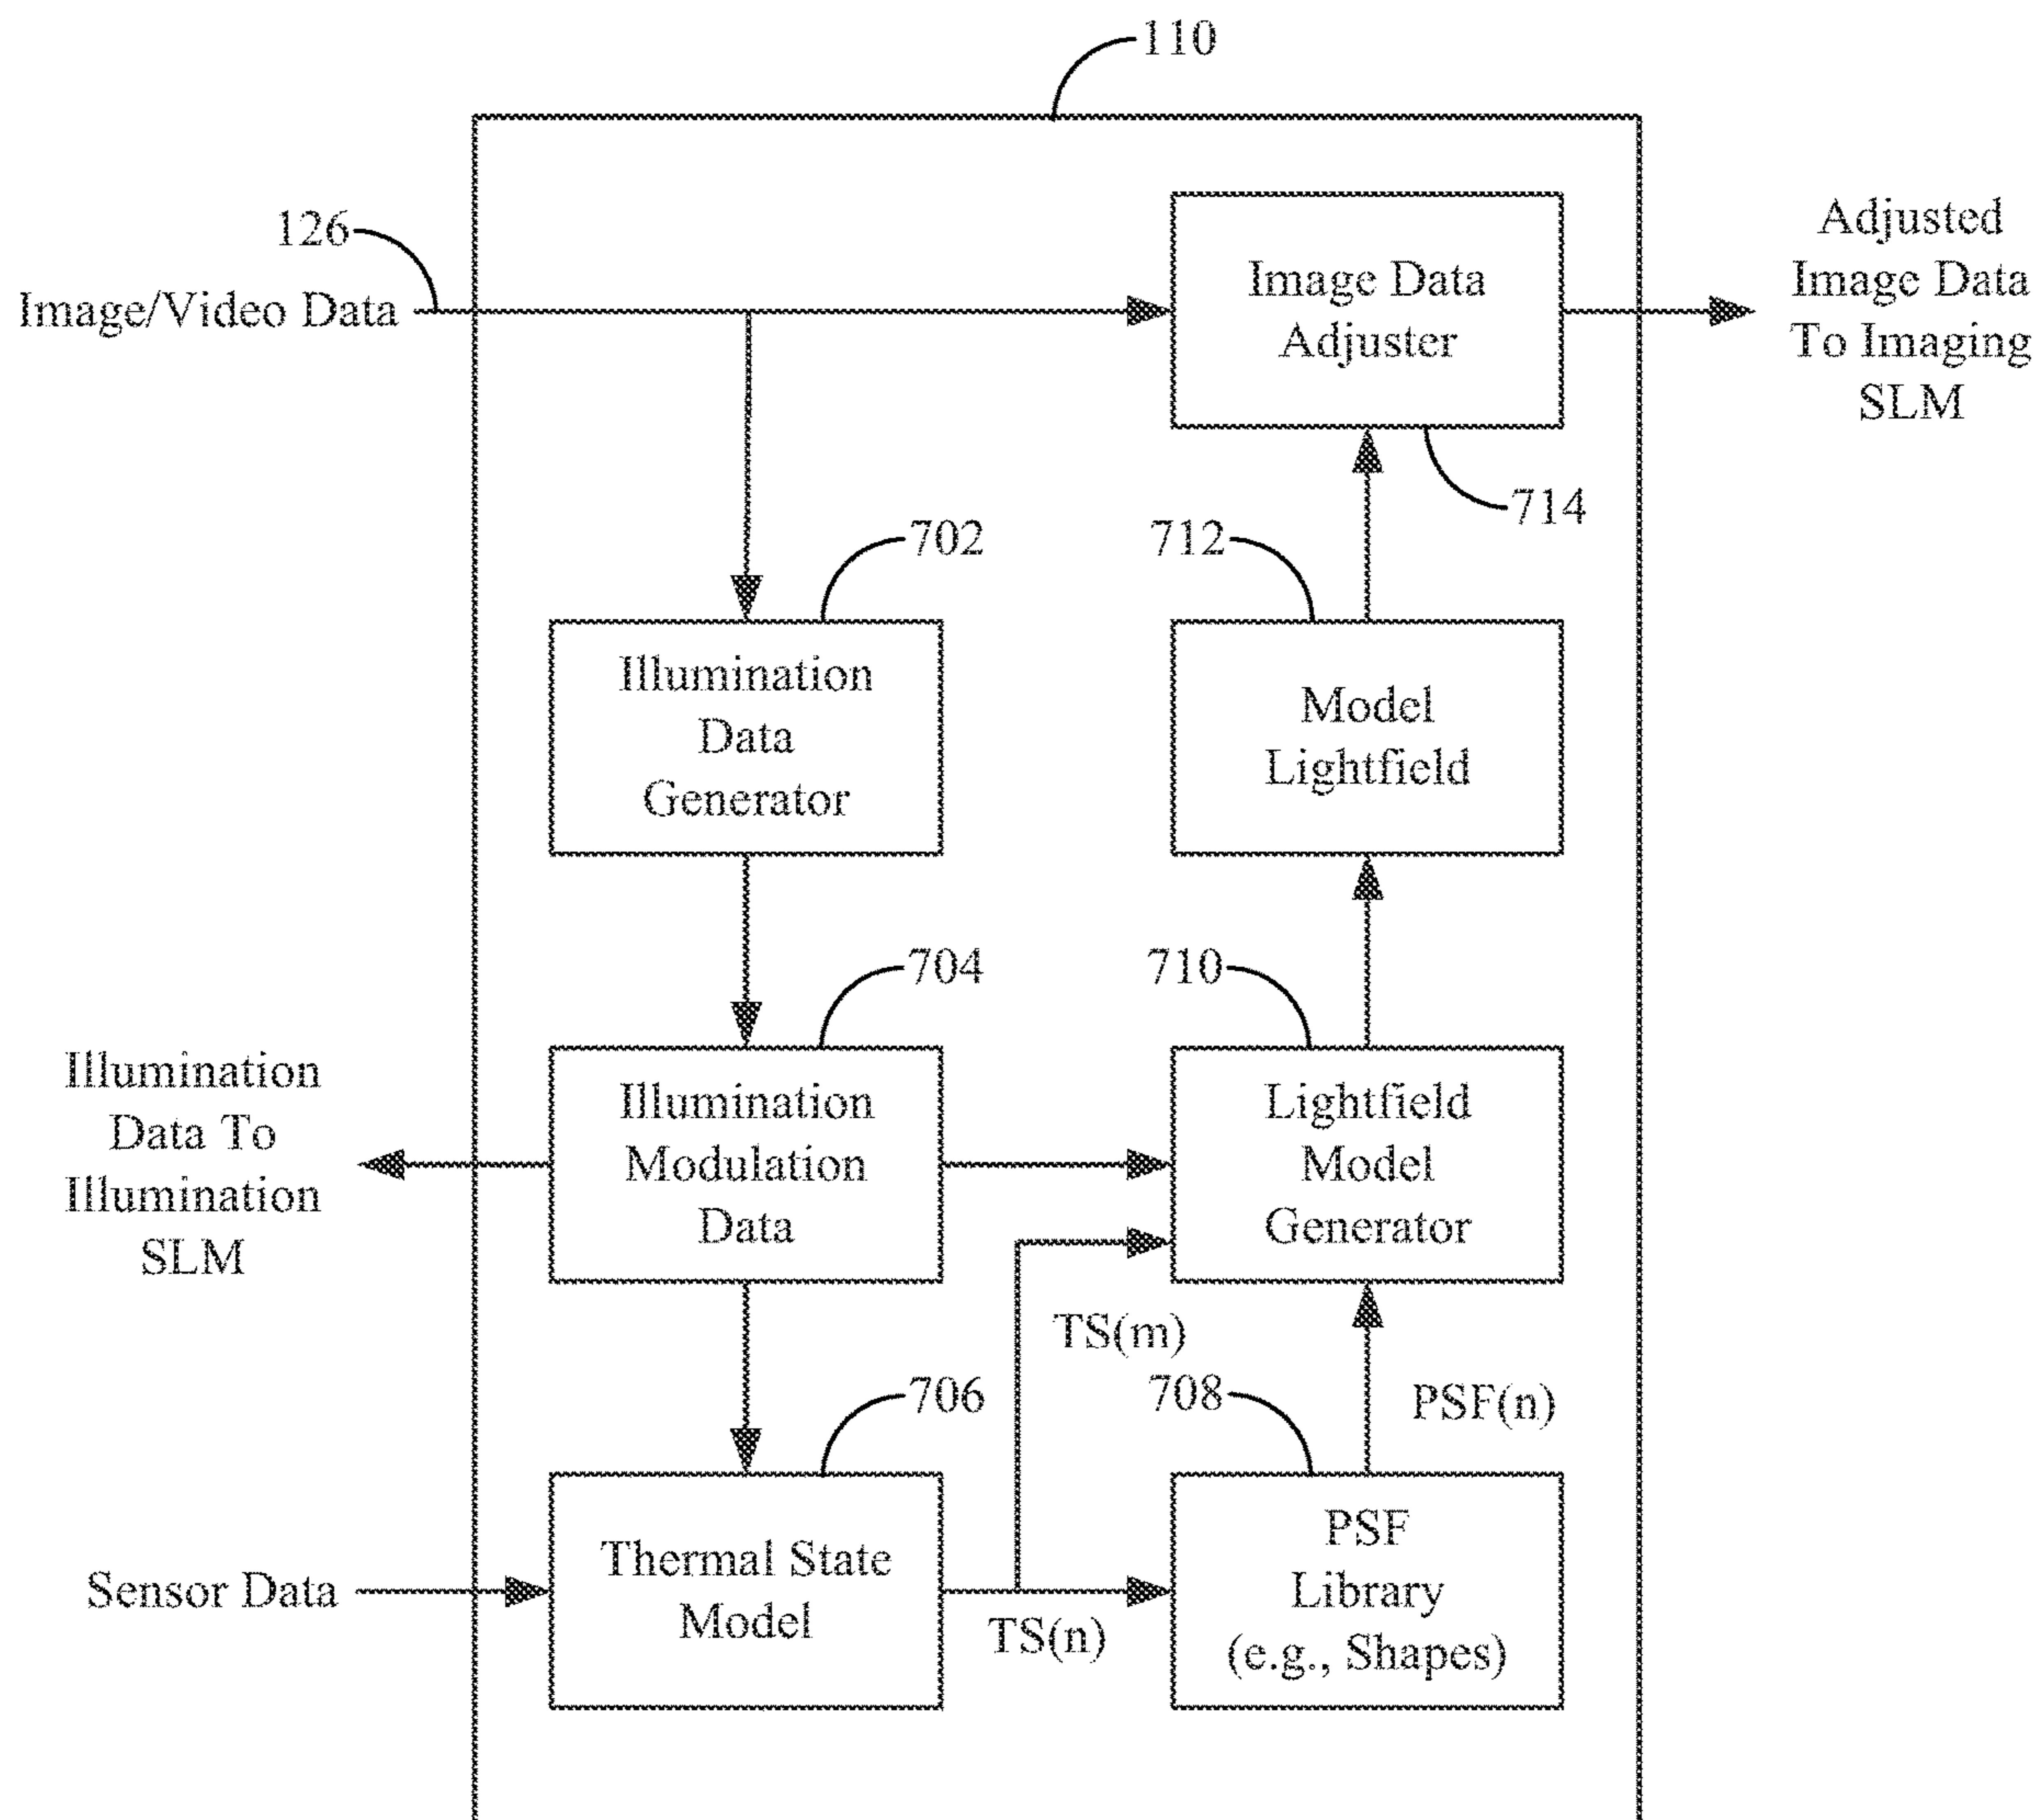 110
126
Image/Video Data
Image Data
Adjuster
Adjusted
Image Data
To Imaging
SLM
714
702
712
Illumination
Data
Generator
Model
Lightfield
704
710
Illumination
Data To
Illumination
SLM
Illumination
Modulation
Data
Lightfield
Model
Generator
TS(m)
706
708
PSF(n)
Sensor Data
Thermal State
Model
TS(n)
PSF
Library
(e.g., Shapes)